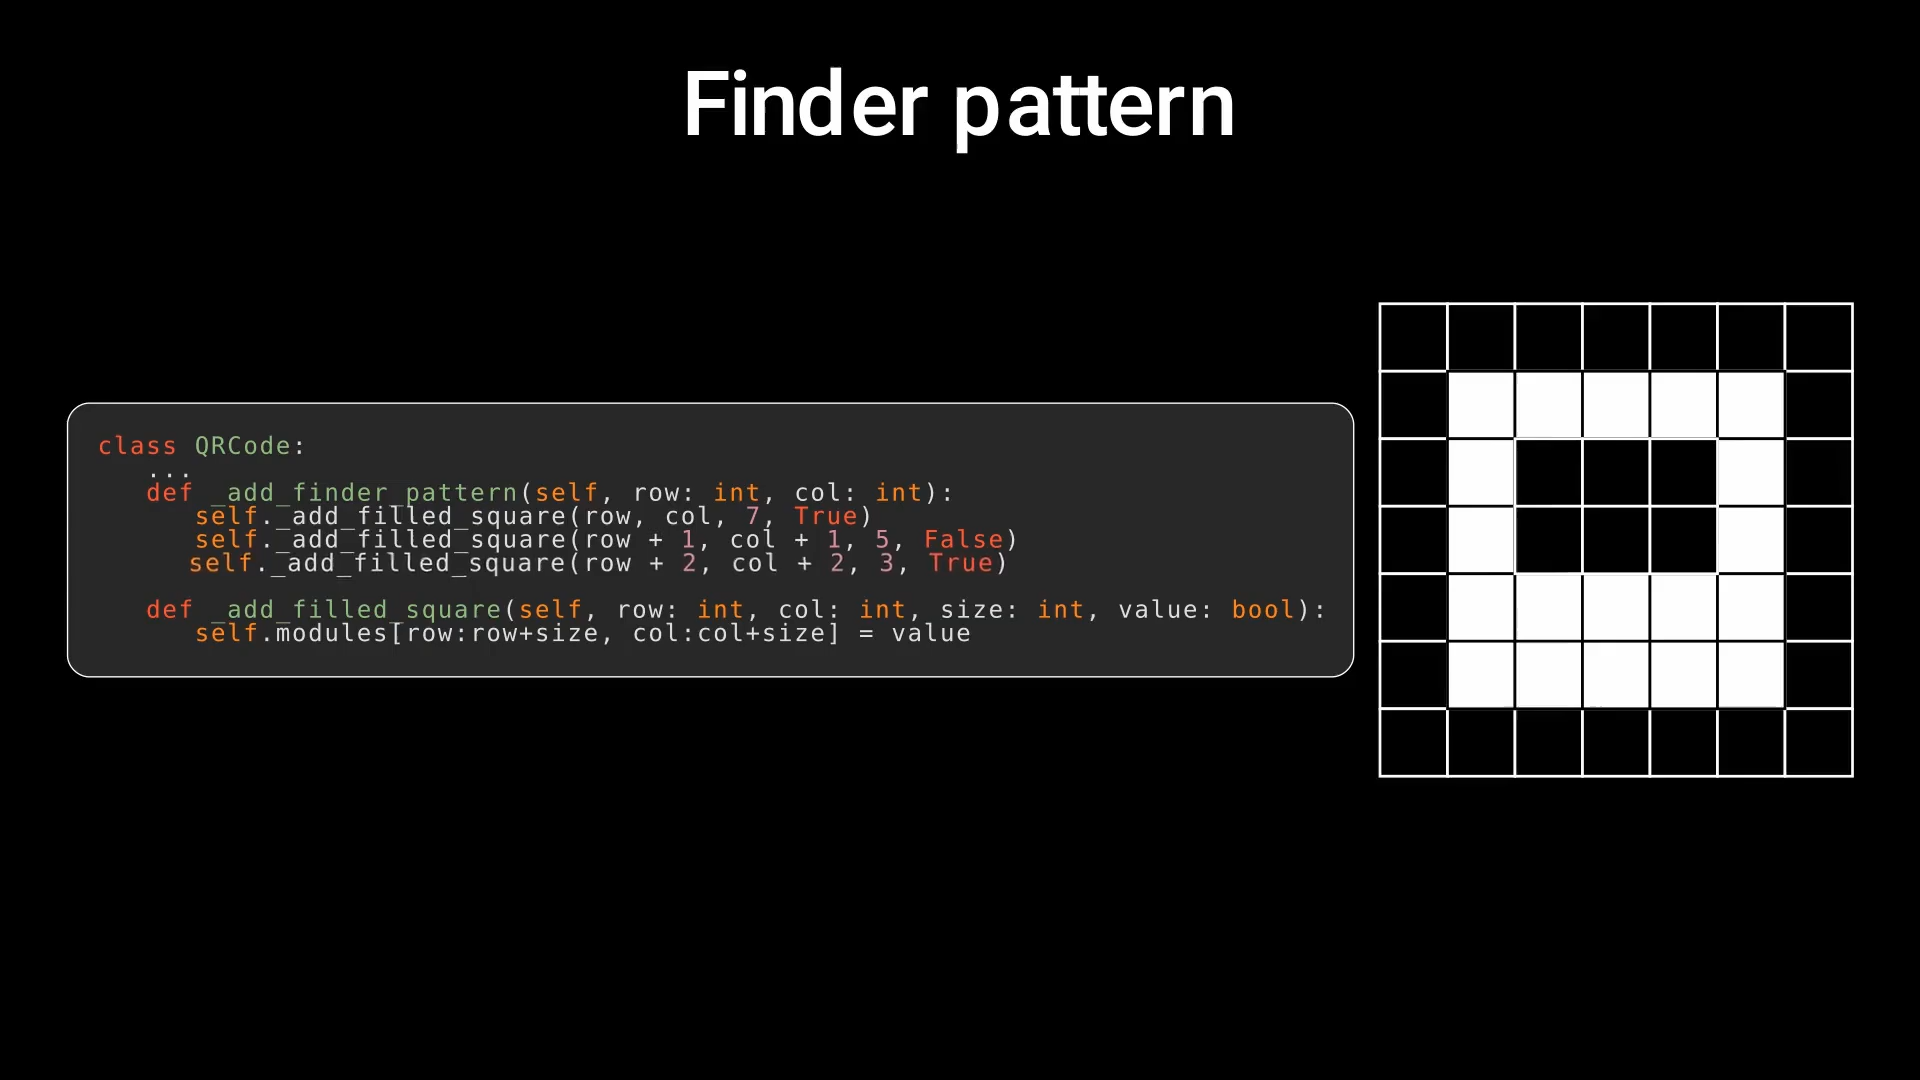 Finder pattern
class QRCode:
    ...
    def _add_finder_pattern(self, row: int, col: int):
        self._add_filled_square(row, col, 7, True)
        self._add_filled_square(row + 1, col + 1, 5, False)
        self._add_filled_square(row + 2, col + 2, 3, True)
    def _add_filled_square(self, row: int, col: int, size: int, value: bool):
        self.modules[row:row+size, col:col+size] = value